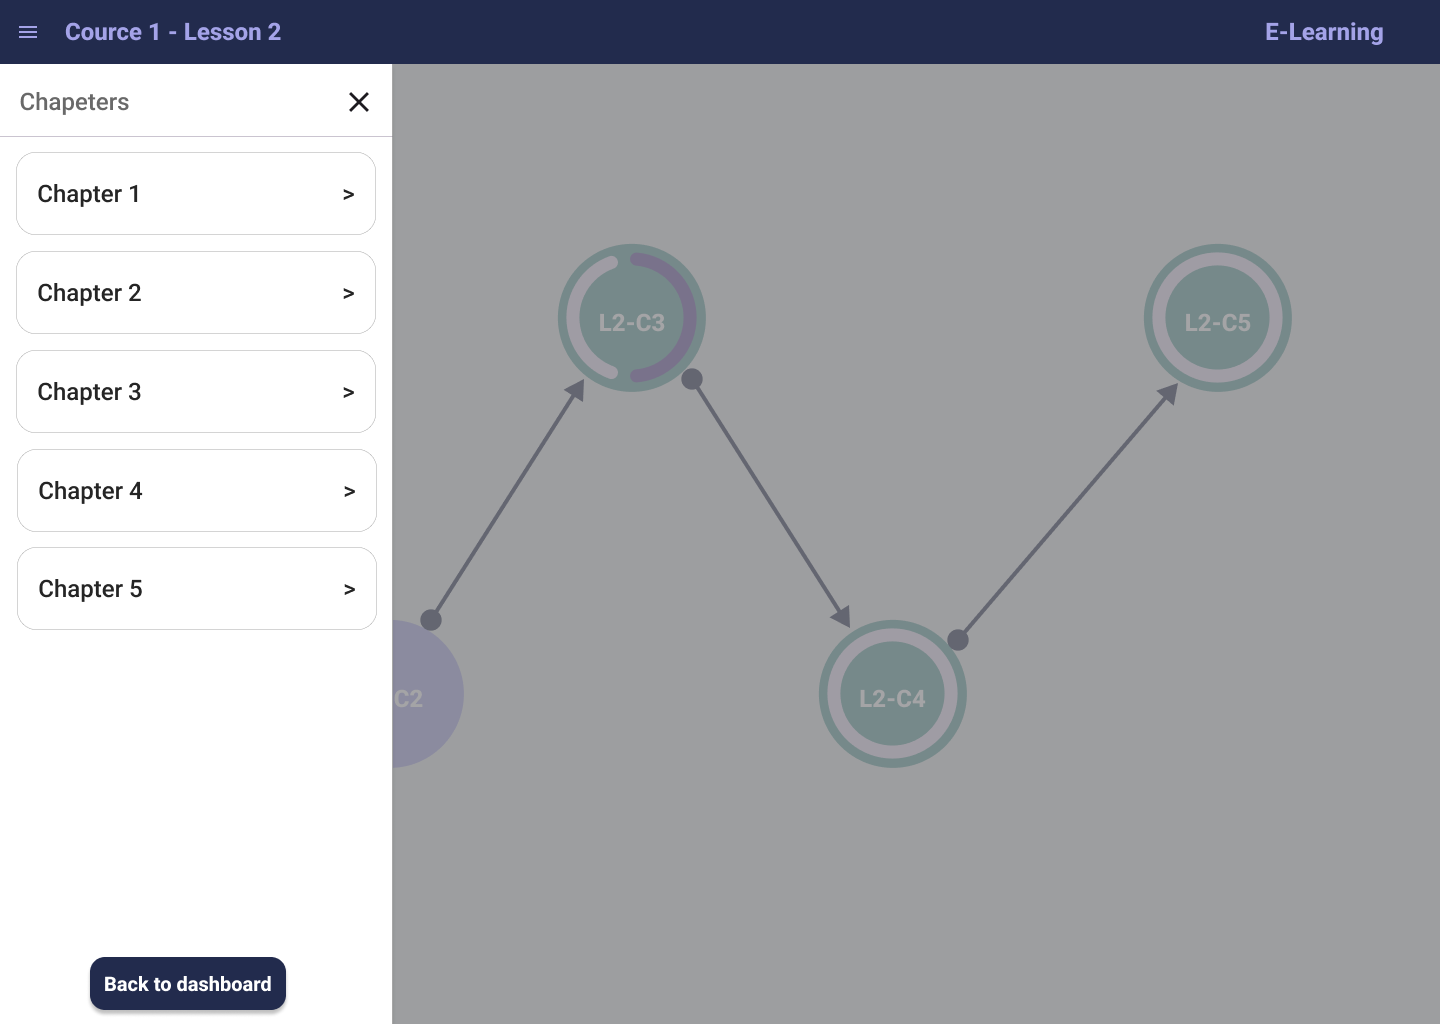 Cource 1 - Lesson 2
E-Learning
Chapeters
Chapter 1 >
Chapter 2 >
Chapter 3 >
Chapter 4 >
Chapter 5 >
L2-C3
L2-C5
C2
L2-C4
Back to dashboard